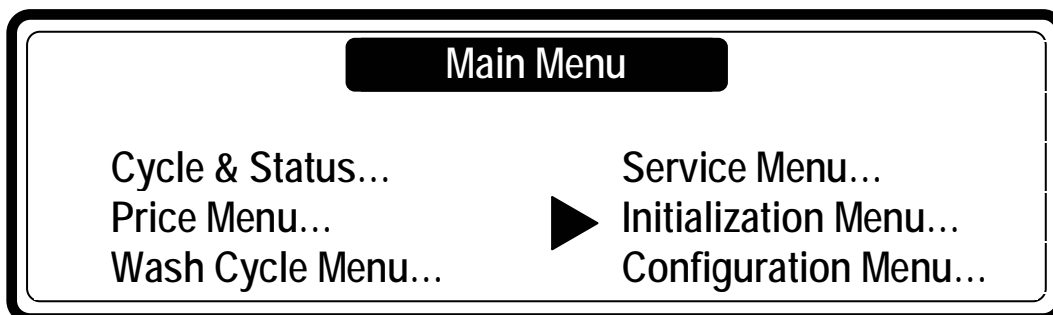 Main Menu
Cycle & Status...
Price Menu...
Wash Cycle Menu...
Service Menu...
Initialization Menu...
Configuration Menu...